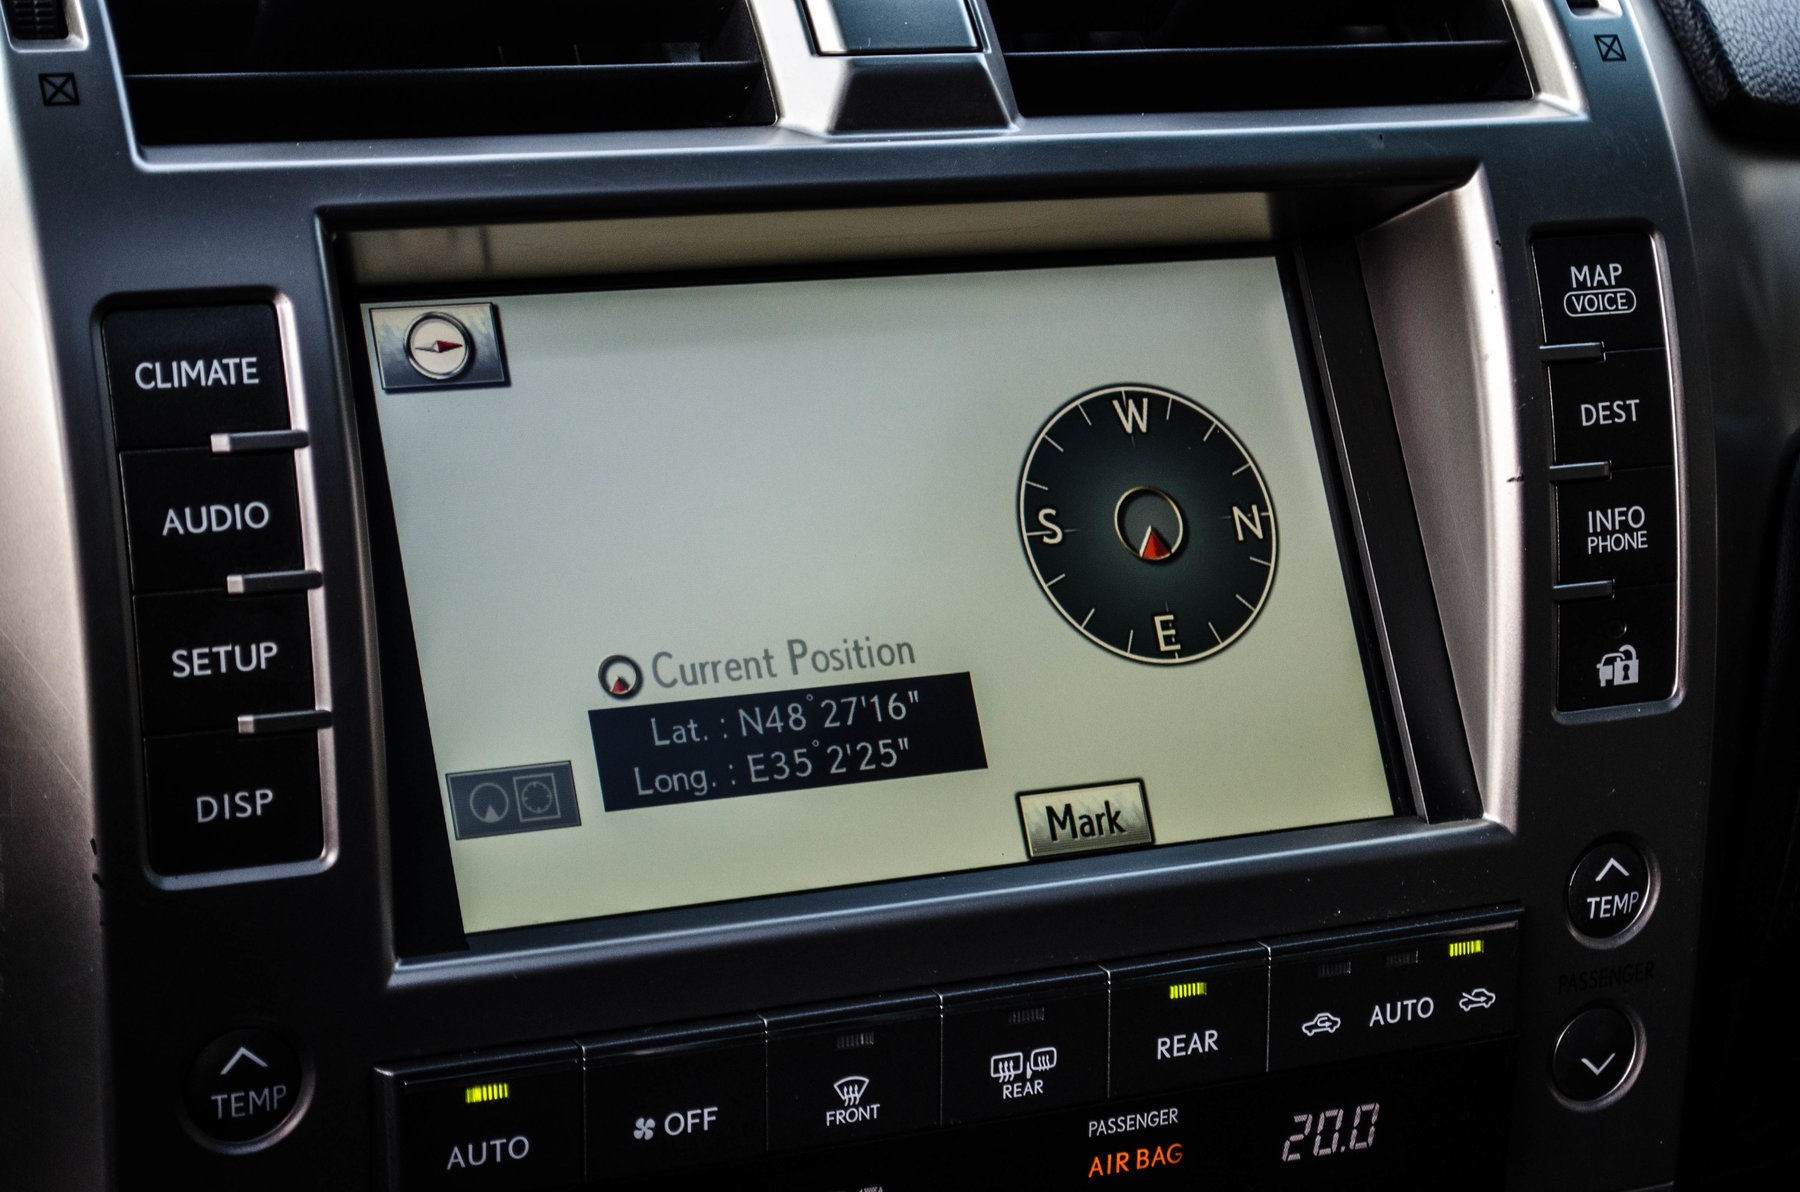 CLIMATE
AUDIO
SETUP
DISP
TEMP
W
S
N
E
Current Position
Lat. : N48°27'16"
Long. : E35°2'25"
Mark
MAP
VOICE
DEST
INFO
PHONE
TEMP
PASSENGER
AUTO
OFF
FRONT
REAR
REAR
AUTO
PASSENGER
AIR BAG
20.0